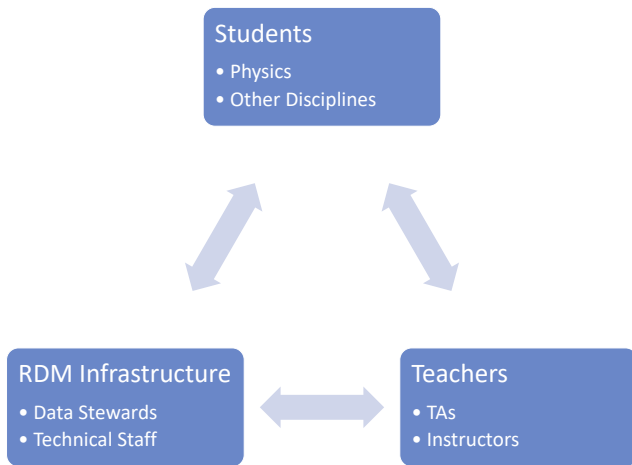 Students
• Physics
• Other Disciplines
RDM Infrastructure
• Data Stewards
• Technical Staff
Teachers
• TAs
• Instructors